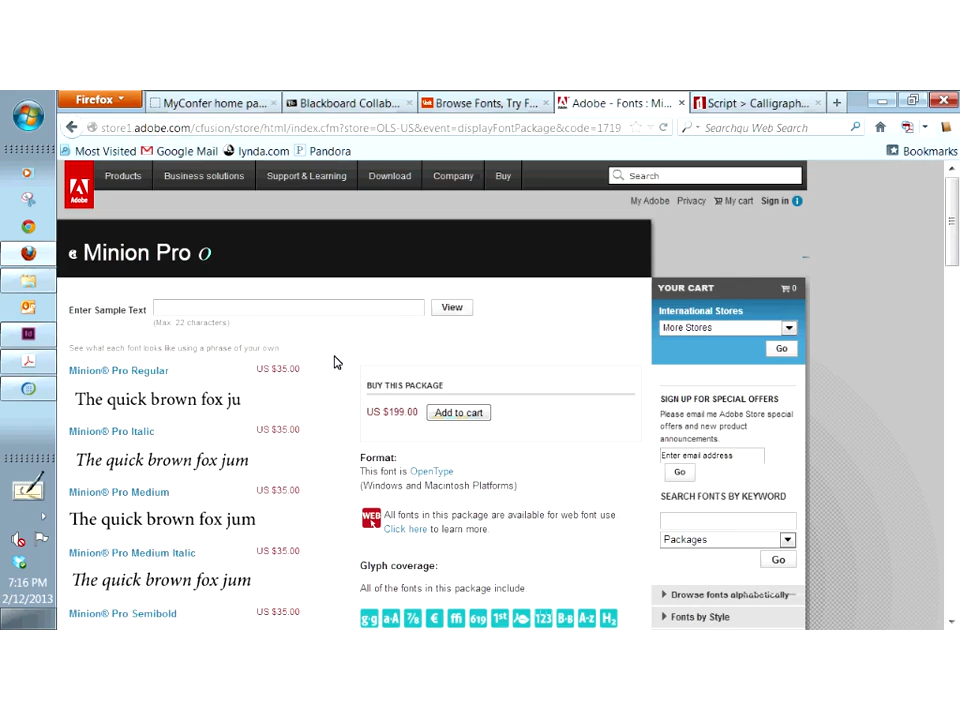 Firefox
MyConfer home pa...
Blackboard Collab...
Browse Fonts, Try F...
Adobe - Fonts : Mi...
Script > Calligraph...
store1.adobe.com/cfusion/store/html/index.cfm?store=OLS-US&event=displayFontPackage&code=1719
Searchqu Web Search
Most Visited
Google Mail
lynda.com
Pandora
Bookmarks
Adobe
Products
Business solutions
Support & Learning
Download
Company
Buy
Search
My Adobe
Privacy
My cart
Sign in
Minion Pro O
Enter Sample Text
View
(Max. 22 characters)
See what each font looks like using a phrase of your own
Minion® Pro Regular US $35.00
The quick brown fox ju
Minion® Pro Italic US $35.00
The quick brown fox jum
Minion® Pro Medium US $35.00
The quick brown fox jum
Minion® Pro Medium Italic US $35.00
The quick brown fox jum
Minion® Pro Semibold US $35.00
BUY THIS PACKAGE
US $199.00 Add to cart
Format:
This font is OpenType
(Windows and Macintosh Platforms)
WEB
All fonts in this package are available for web font use.
Click here to learn more.
Glyph coverage:
All of the fonts in this package include:
g·g a·A 7/8 € ffi 619 1st 123 B·B A-Z H2
YOUR CART 0
International Stores
More Stores
Go
SIGN UP FOR SPECIAL OFFERS
Please email me Adobe Store special
offers and new product
announcements.
Enter email address
Go
SEARCH FONTS BY KEYWORD
Packages
Go
Browse fonts alphabetically
Fonts by Style
7:16 PM
2/12/2013